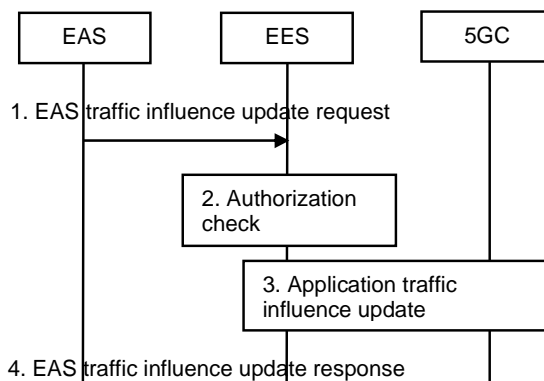 EAS
EES
5GC
1. EAS traffic influence update request
2. Authorization
check
3. Application traffic
influence update
4. EAS traffic influence update response